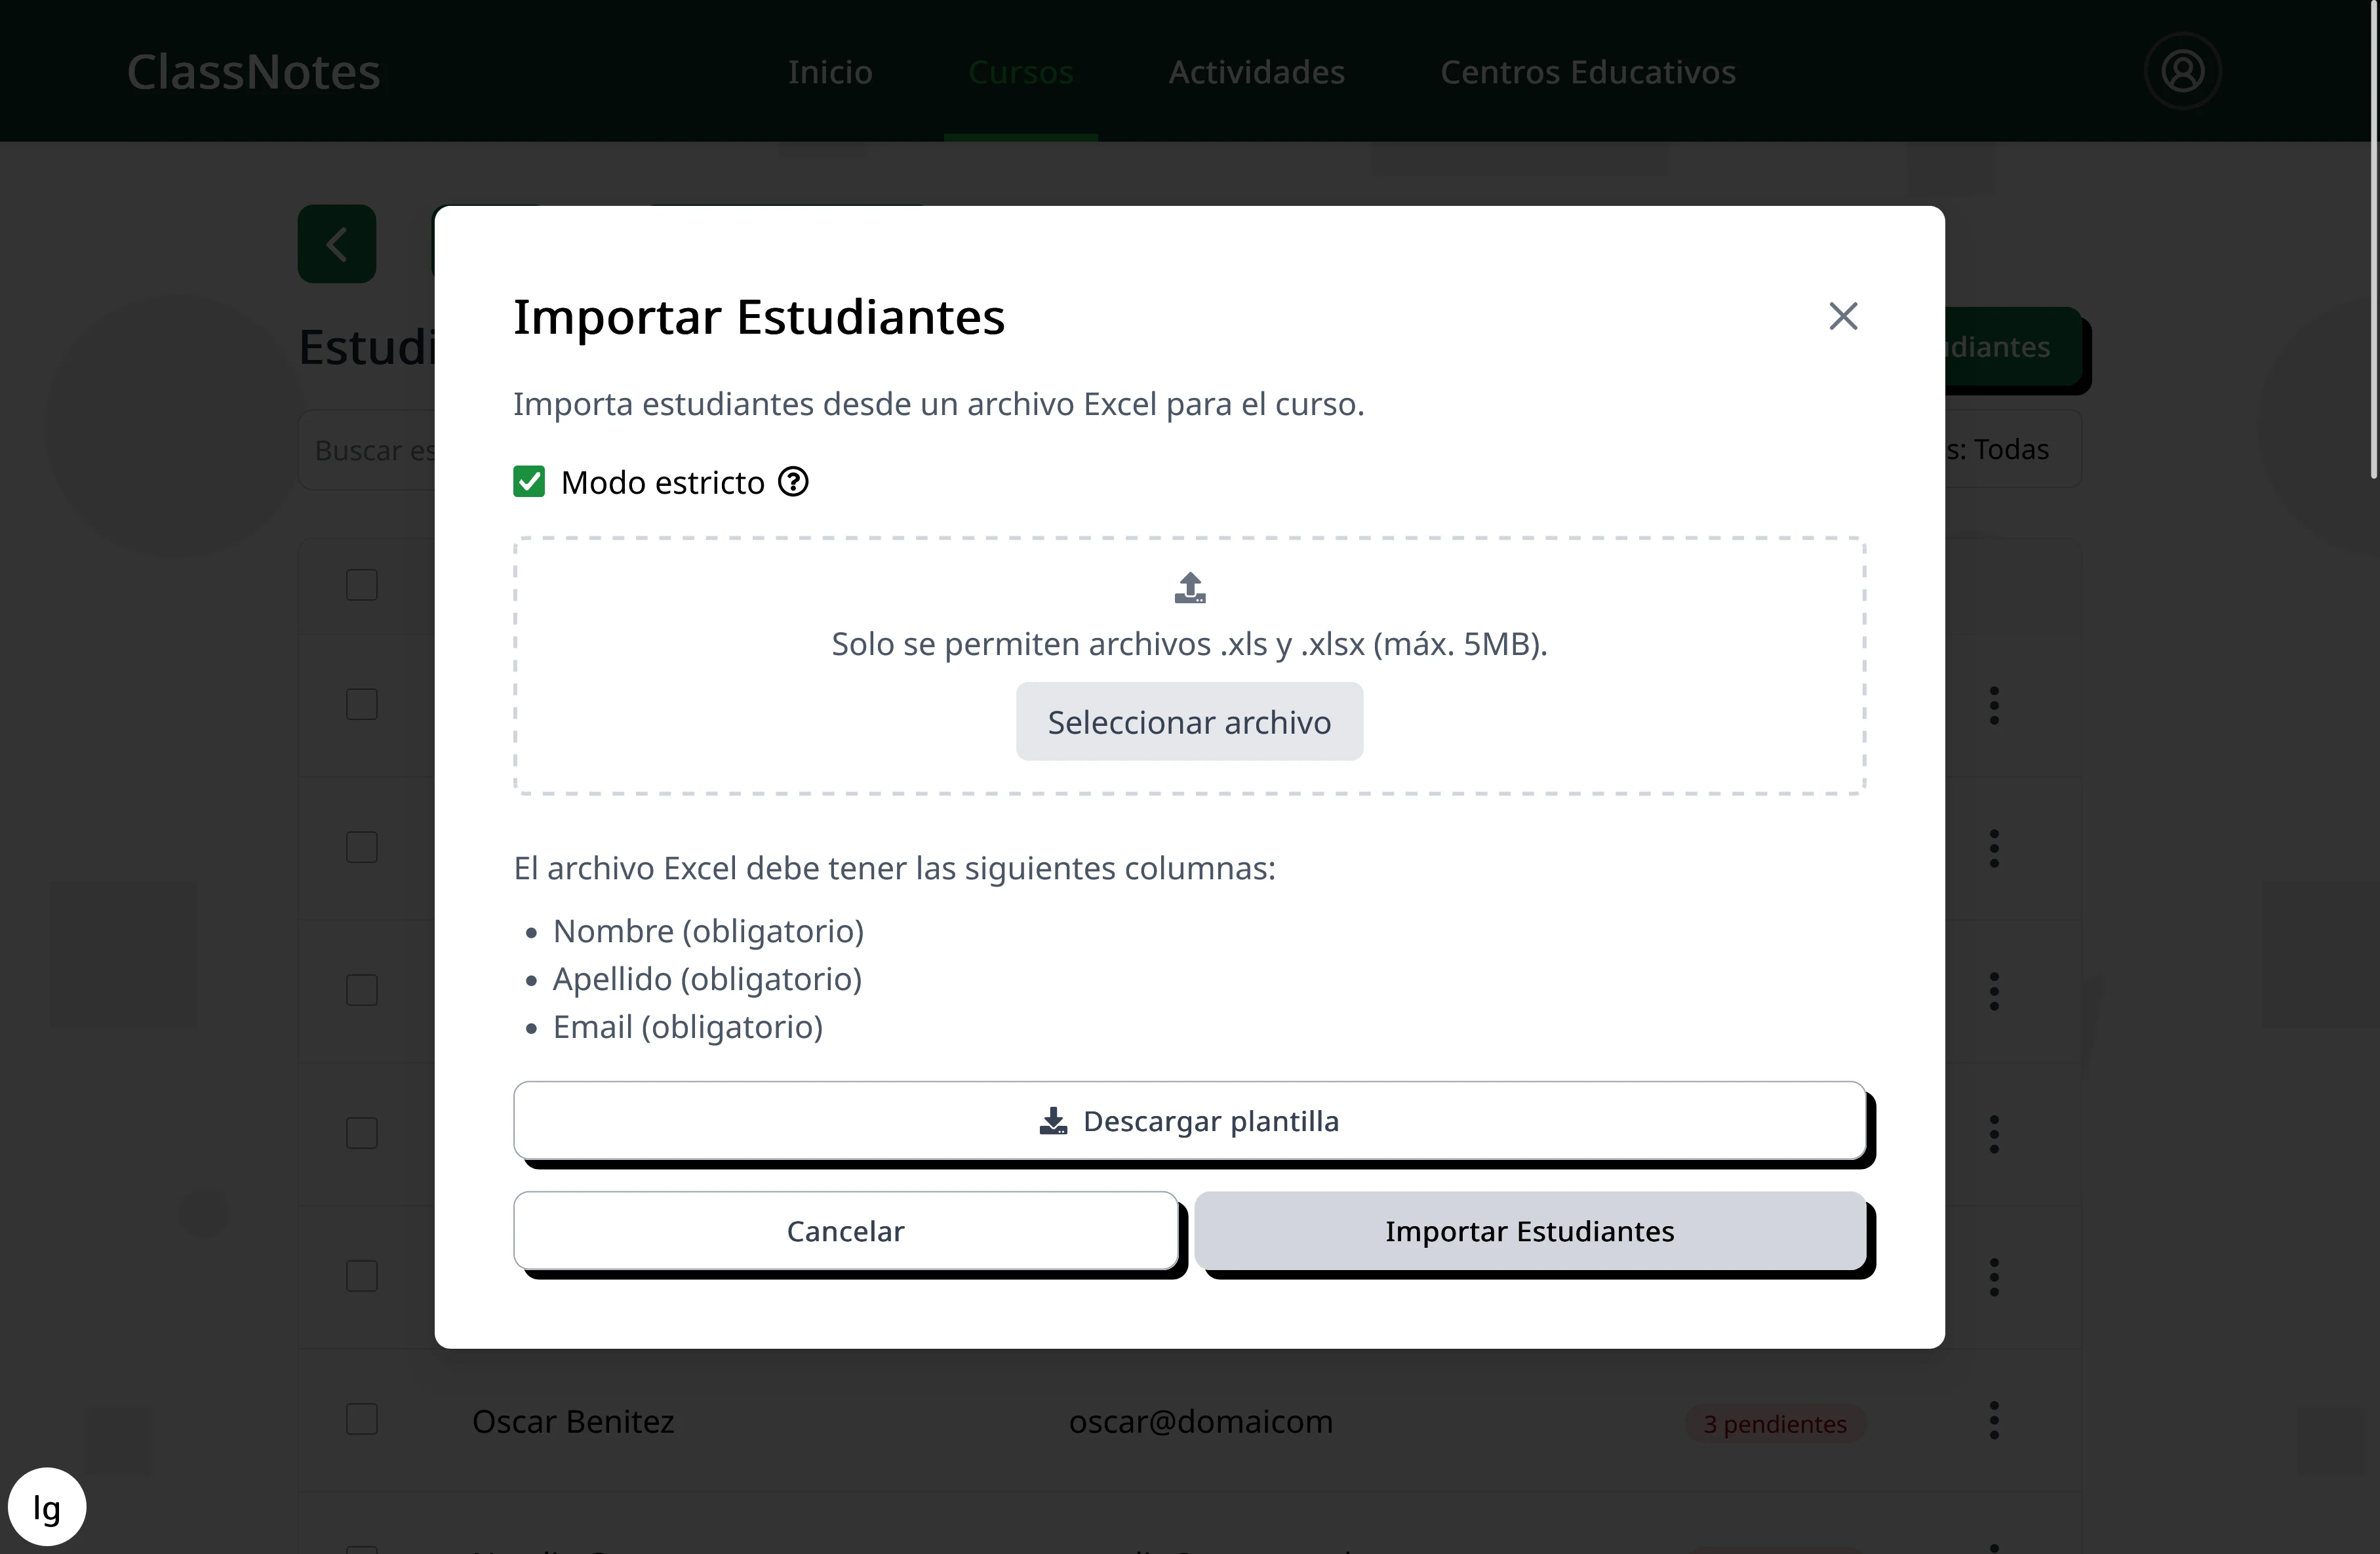 ClassNotes
Inicio
Cursos
Actividades
Centros Educativos
Importar Estudiantes
Importa estudiantes desde un archivo Excel para el curso.
Modo estricto
Solo se permiten archivos .xls y .xlsx (máx. 5MB).
Seleccionar archivo
El archivo Excel debe tener las siguientes columnas:
• Nombre (obligatorio)
• Apellido (obligatorio)
• Email (obligatorio)
Descargar plantilla
Cancelar
Importar Estudiantes
Buscar
Todas
Oscar Benitez
oscar@domaicom
3 pendientes
lg